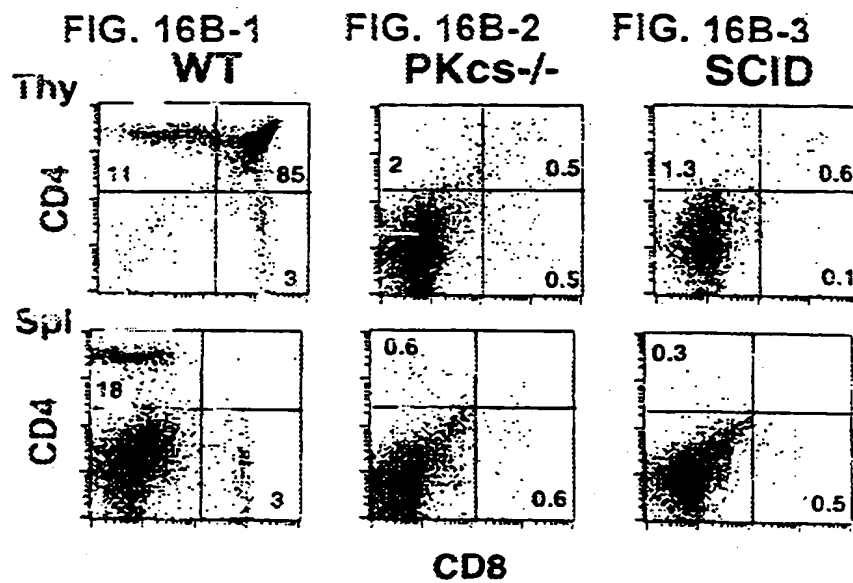 FIG. 16B-1 FIG. 16B-2 FIG. 16B-3
WT PKcs-/- SCID
Thy
CD4
11 85
3
2 0.5
0.5
1.3 0.6
0.1
Spl
CD4
18
3
0.6
0.6
0.3
0.5
CD8